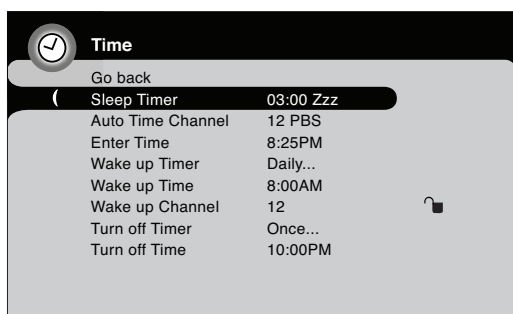 Time
Go back
Sleep Timer 03:00 Zzz
Auto Time Channel 12 PBS
Enter Time 8:25PM
Wake up Timer Daily...
Wake up Time 8:00AM
Wake up Channel 12
Turn off Timer Once...
Turn off Time 10:00PM